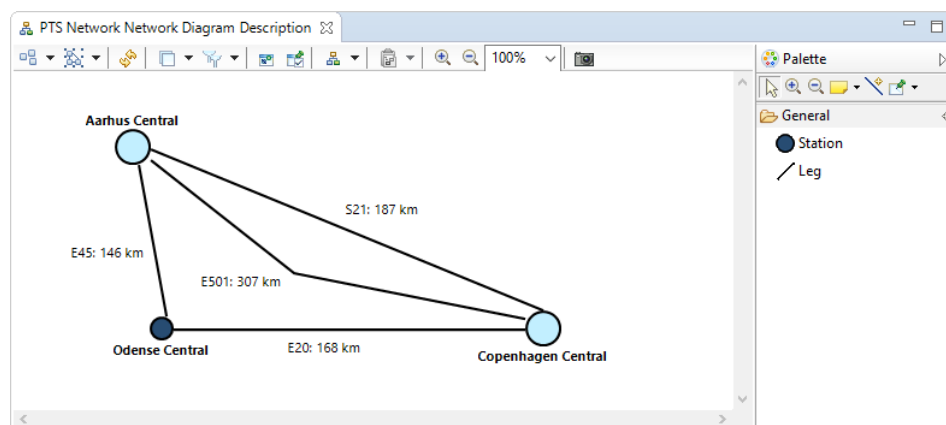 PTS Network Network Diagram Description
100%
Palette
General
Station
Leg
Aarhus Central
S21: 187 km
E45: 146 km
E501: 307 km
E20: 168 km
Odense Central
Copenhagen Central